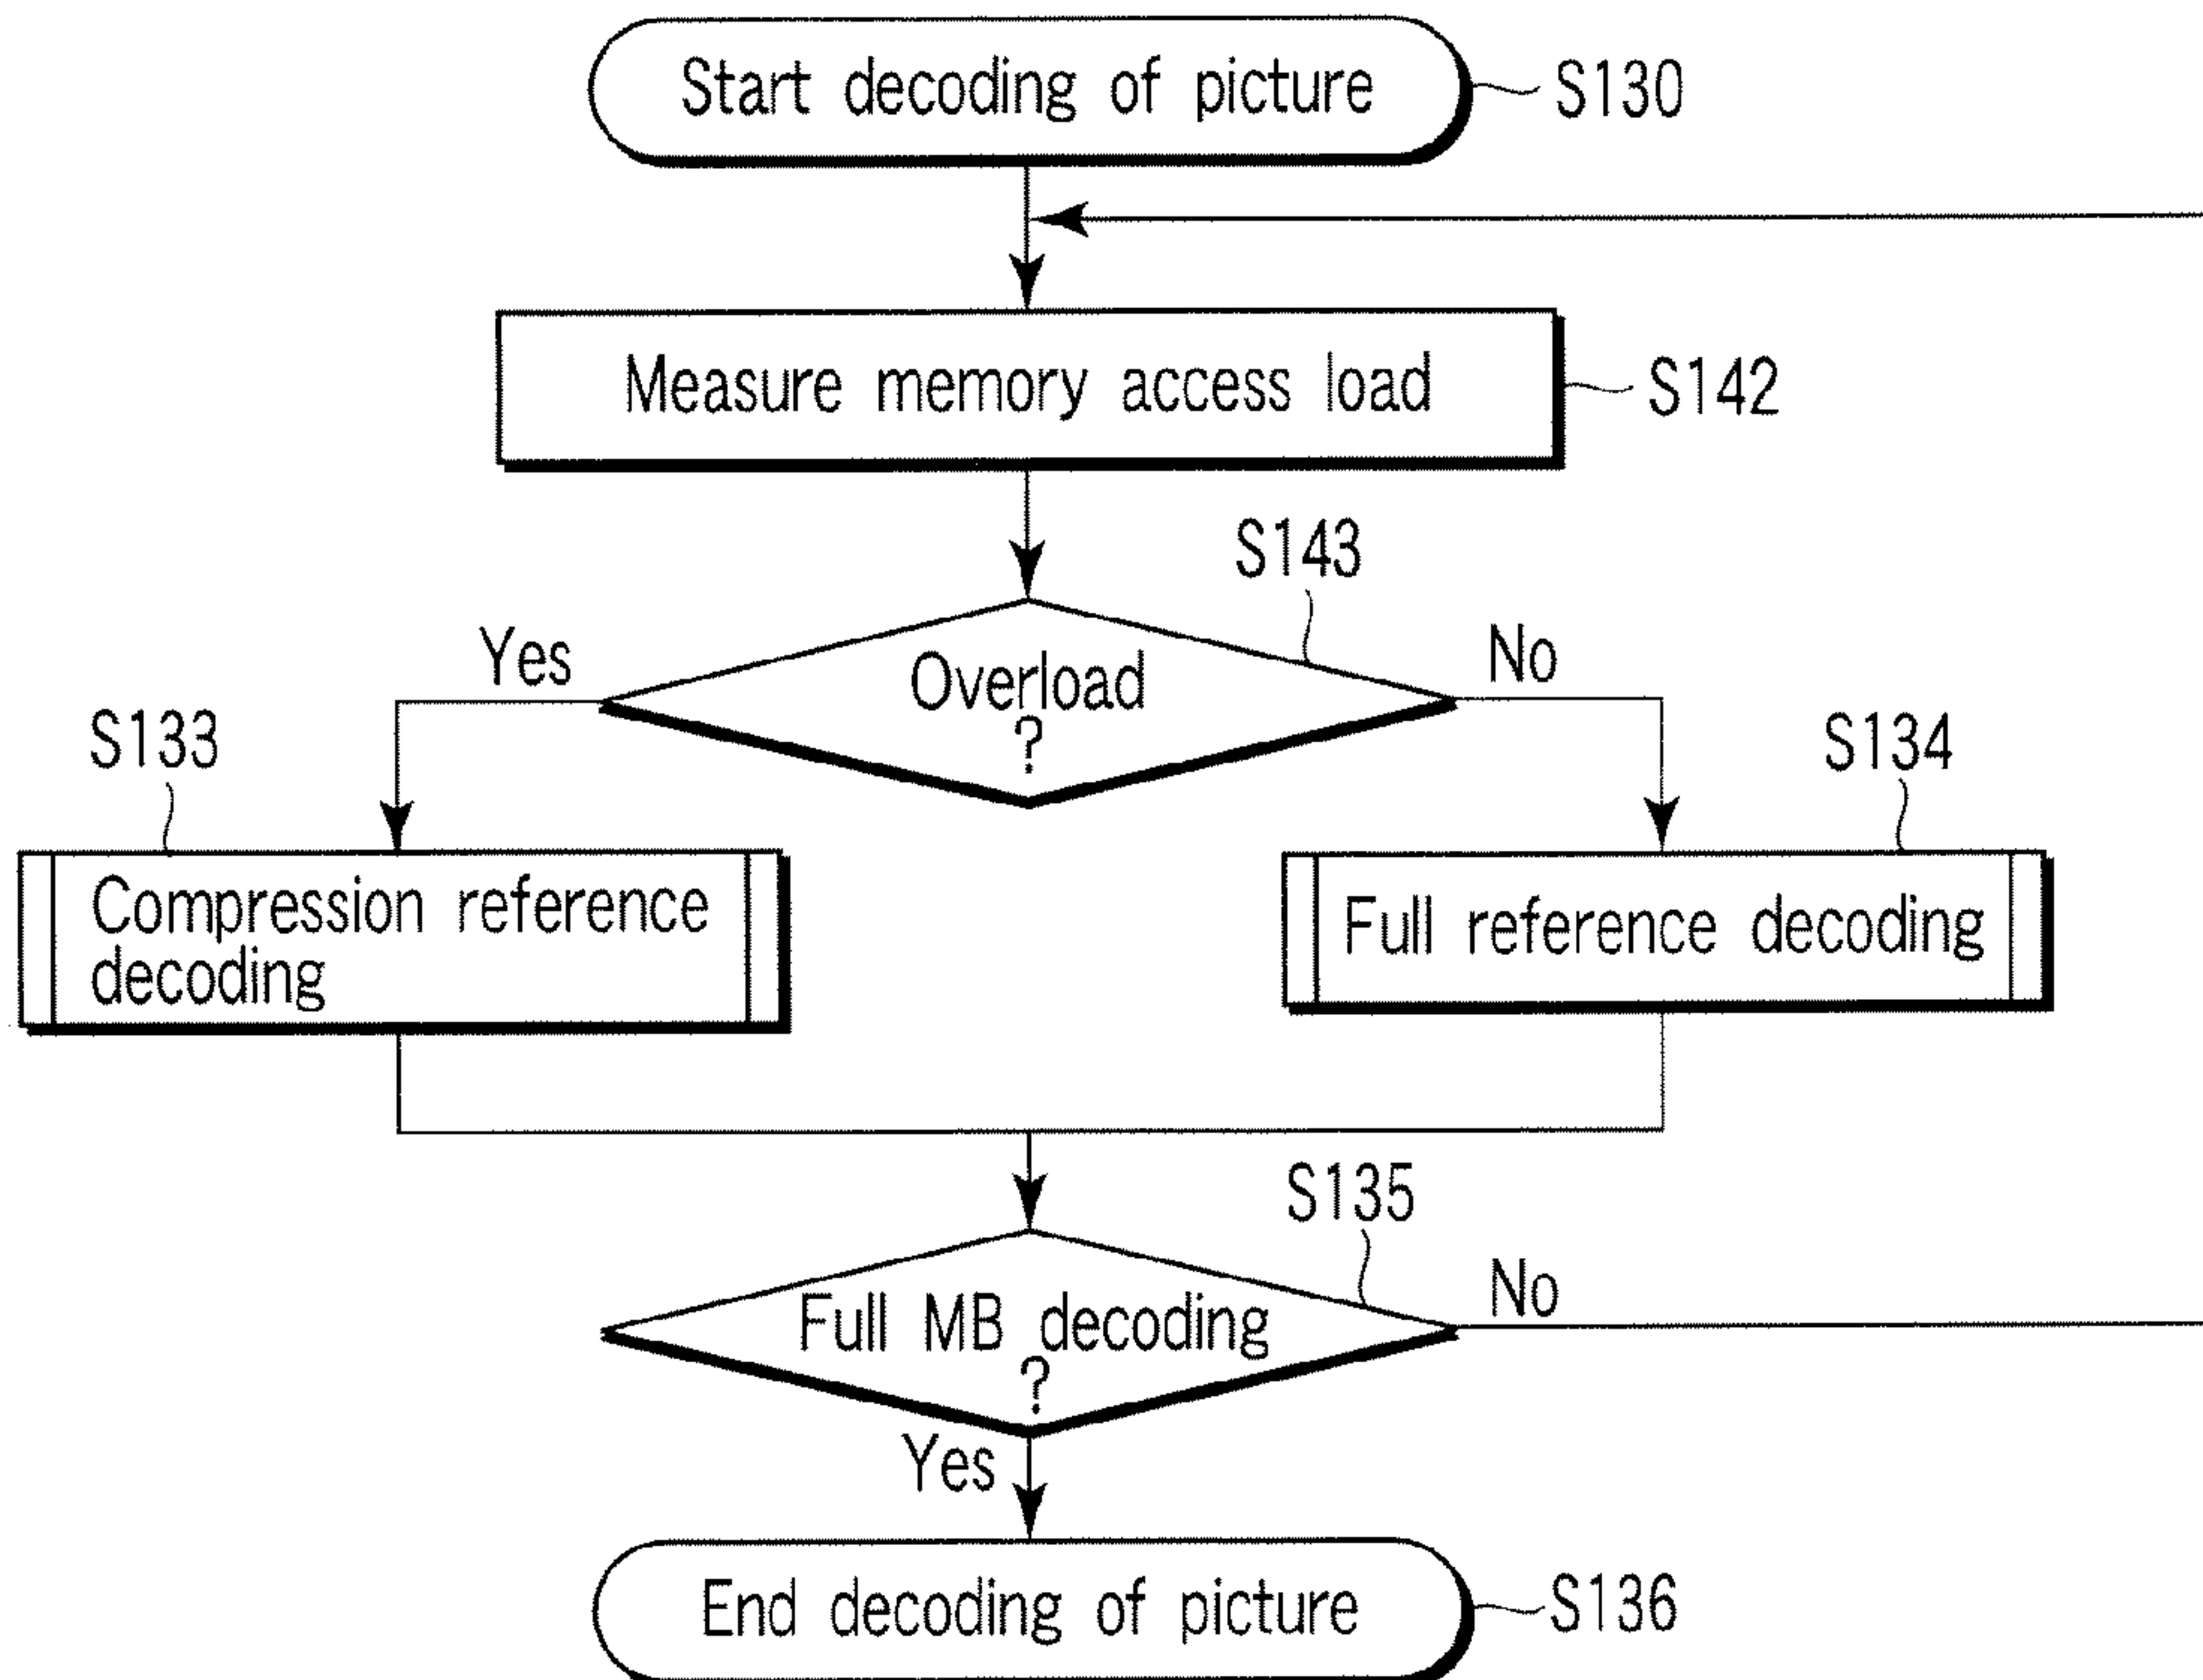 Start decoding of picture
S130
Measure memory access load
S142
S143
Yes
Overload
?
No
S133
S134
Compression reference
decoding
Full reference decoding
S135
Full MB decoding
?
No
Yes
End decoding of picture
S136